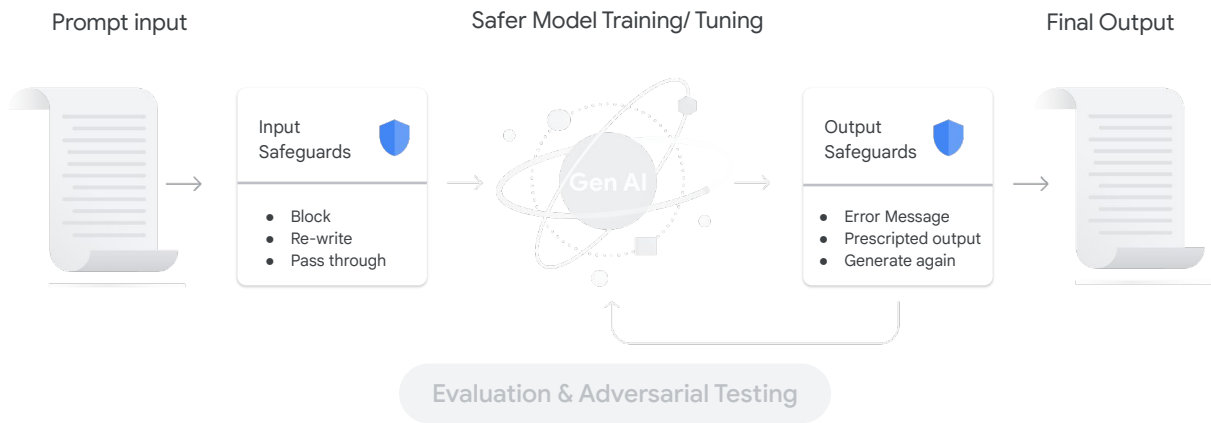 Prompt input
Safer Model Training/ Tuning
Final Output
Input
Safeguards
● Block
● Re-write
● Pass through
Gen AI
Output
Safeguards
● Error Message
● Prescripted output
● Generate again
Evaluation & Adversarial Testing